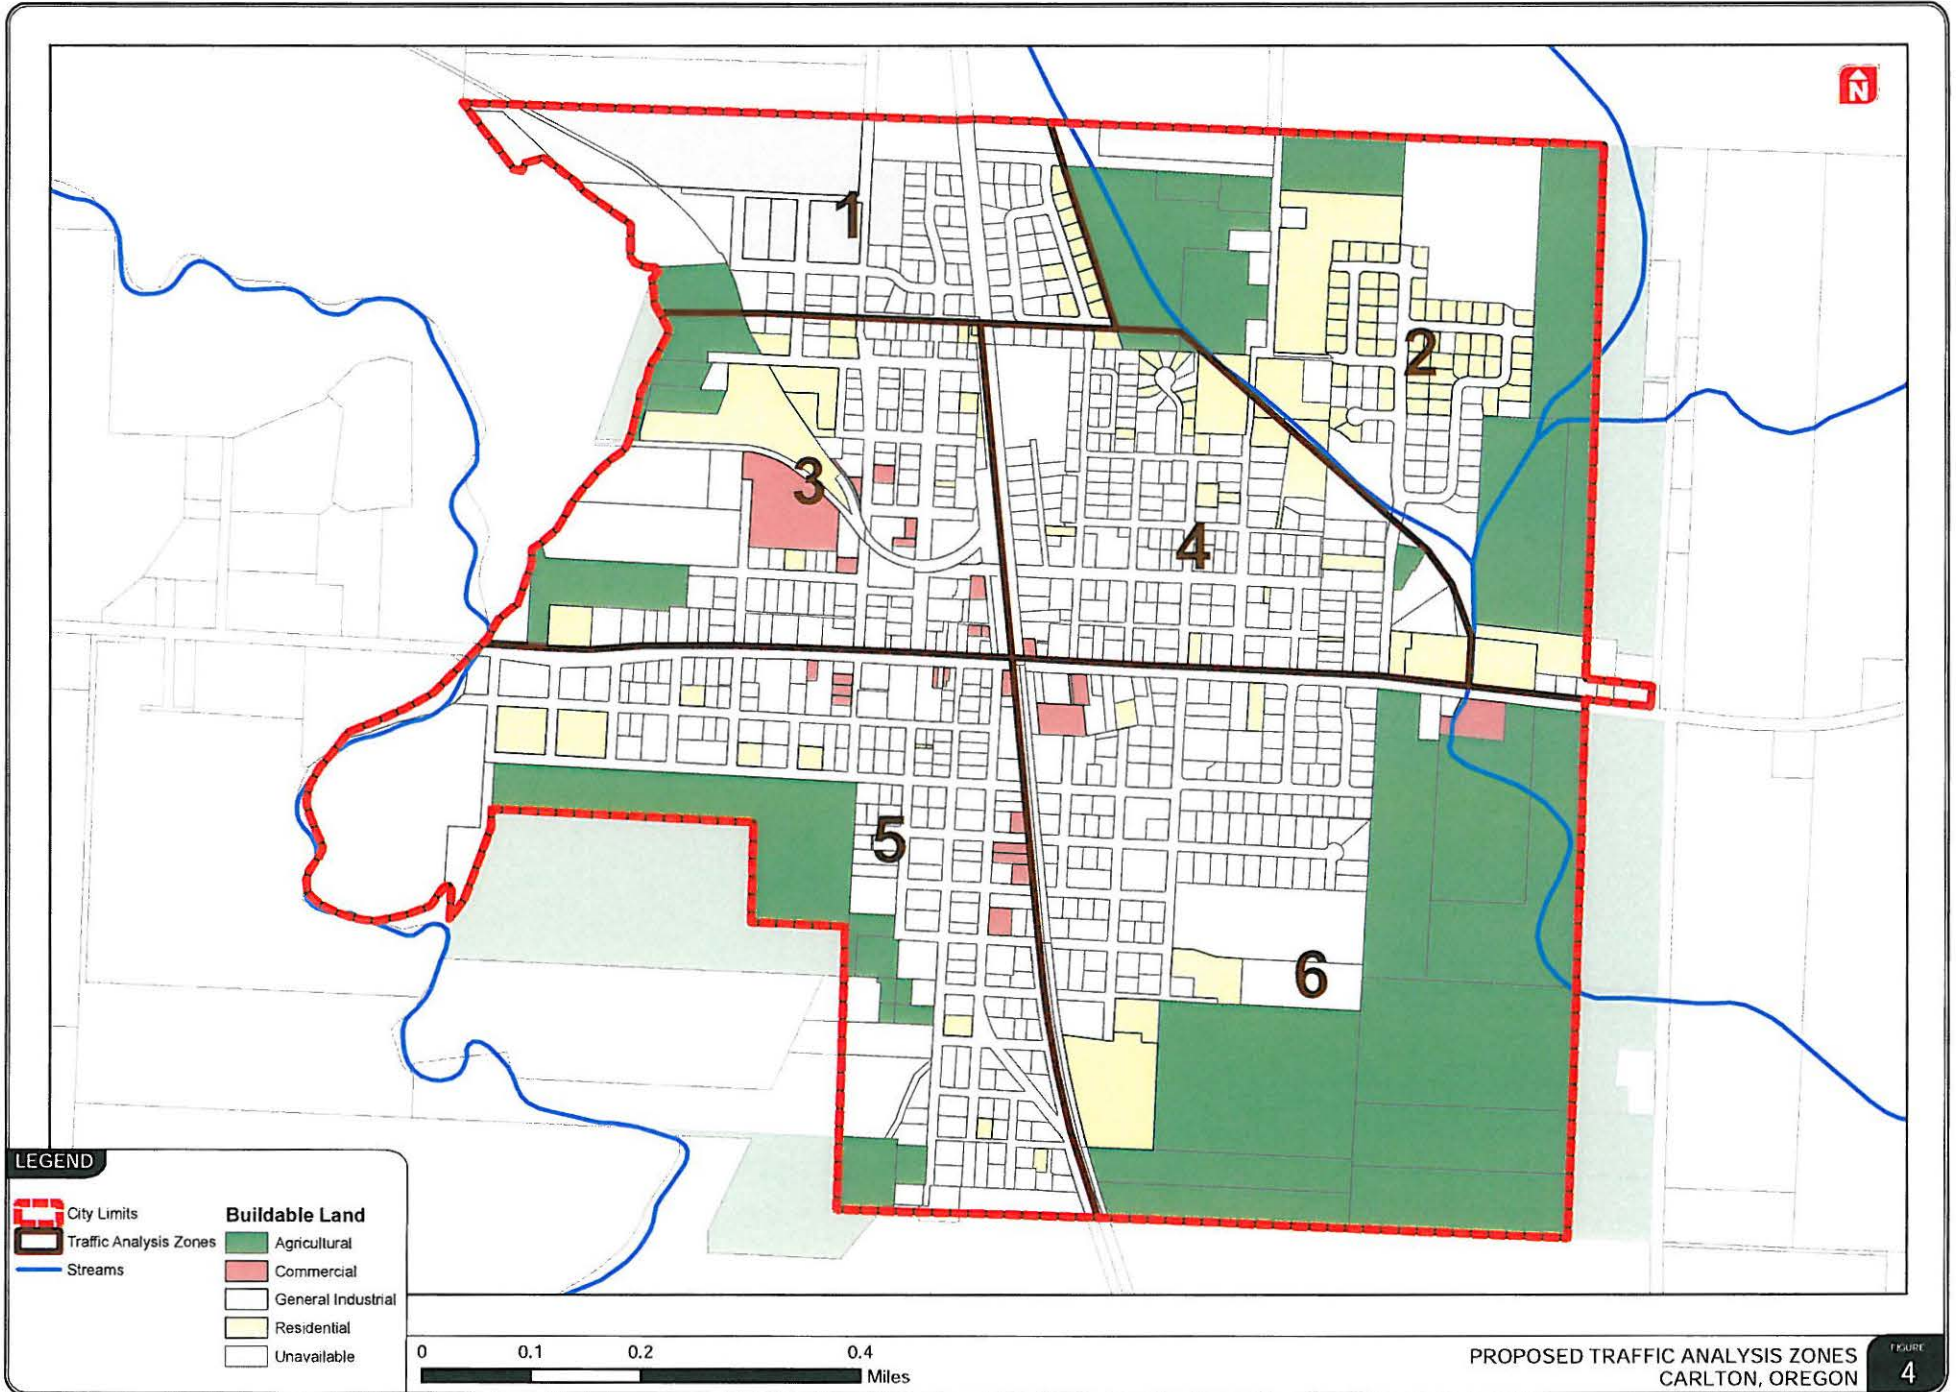 N
1
2
3
4
5
6
LEGEND
City Limits
Traffic Analysis Zones
Streams
Buildable Land
Agricultural
Commercial
General Industrial
Residential
Unavailable
0 0.1 0.2 0.4
Miles
PROPOSED TRAFFIC ANALYSIS ZONES
CARLTON, OREGON
FIGURE
4